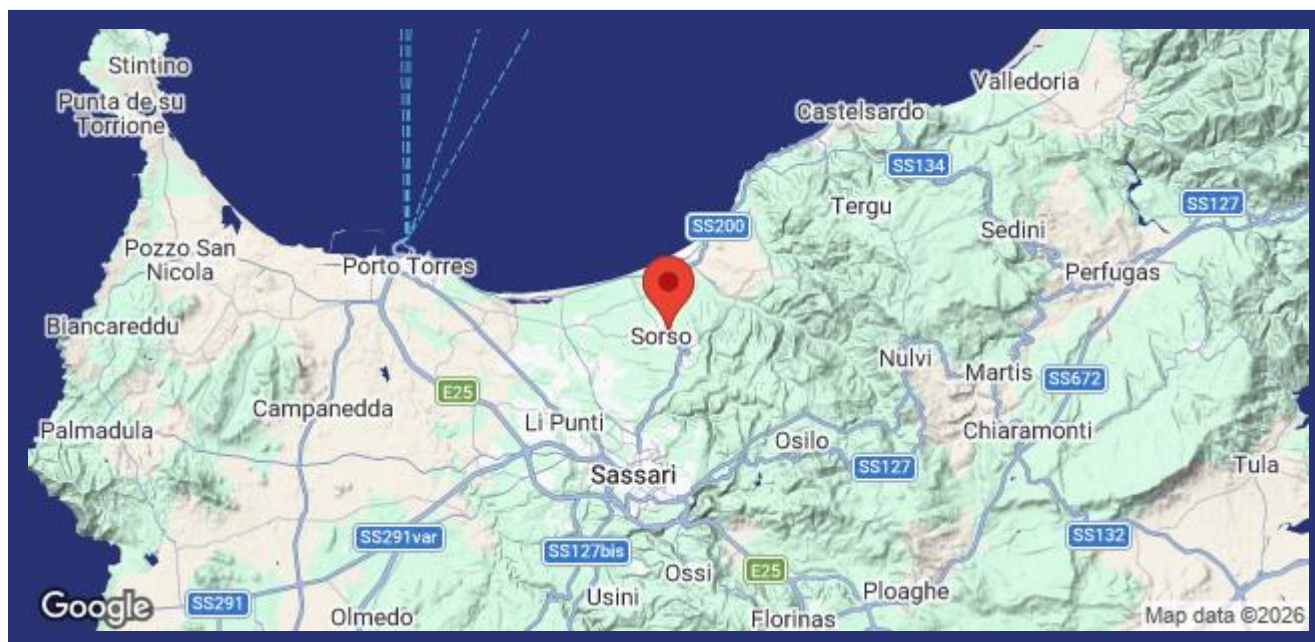 Stintino
Punta de su
Torrione
Valledoria
Castelsardo
SS134
SS127
Tergu
SS200
Sedini
Pozzo San
Nicola
Porto Torres
Perfugas
Biancareddu
Sorso
Nulvi
Martis
SS672
E25
Campanedda
Li Punti
Palmadula
Osilo
Chiaramonti
SS127
Tula
Sassari
SS291var
SS127bis
SS132
Ossi
E25
Ploaghe
Google
SS291
Olmedo
Usini
Florinas
Map data ©2026